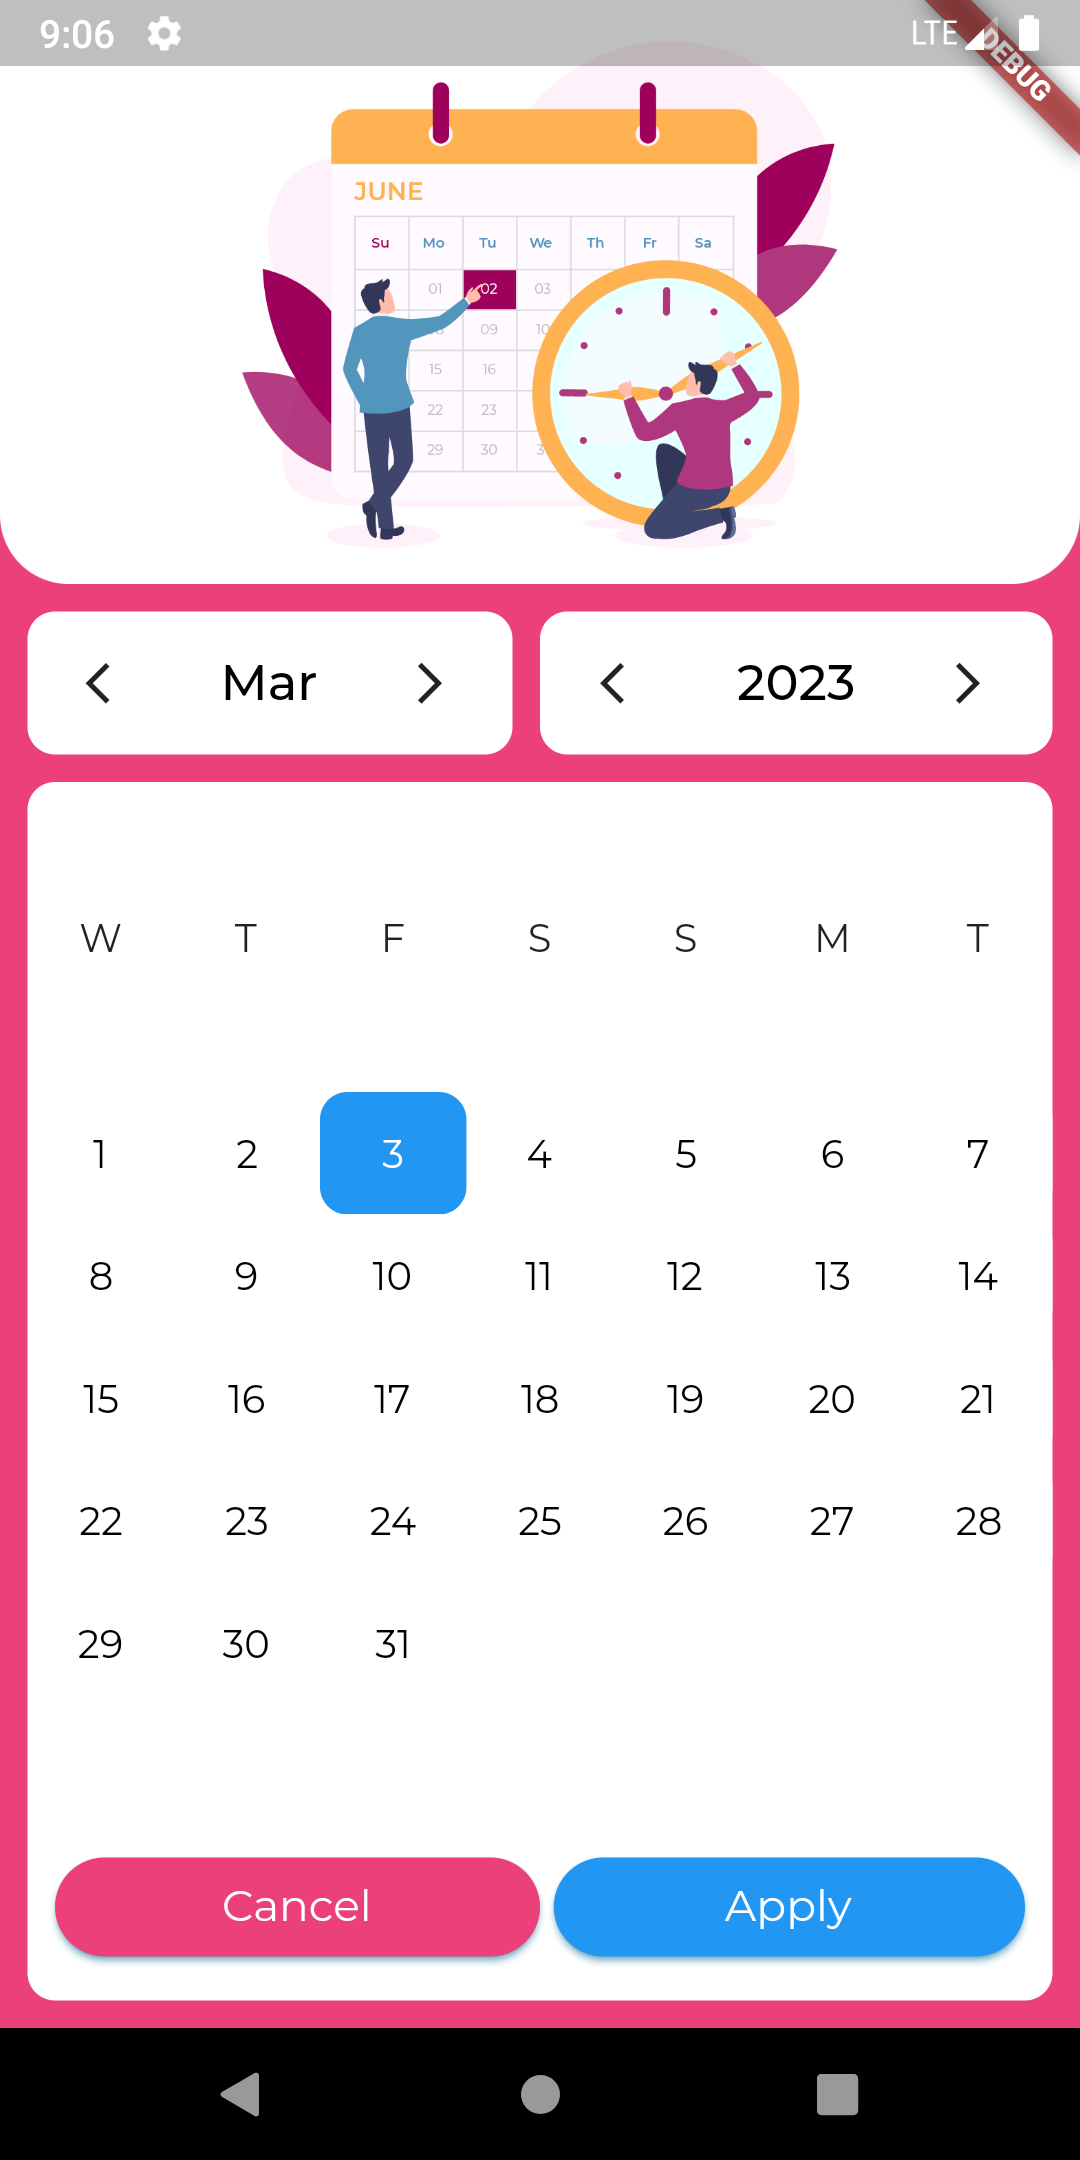 9:06 LTE DEBUG
JUNE
Su Mo Tu We Th Fr Sa
01 02 03
09 10
15 16
22 23
29 30
Mar 2023
W T F S S M T
1 2 3 4 5 6 7
8 9 10 11 12 13 14
15 16 17 18 19 20 21
22 23 24 25 26 27 28
29 30 31
Cancel Apply